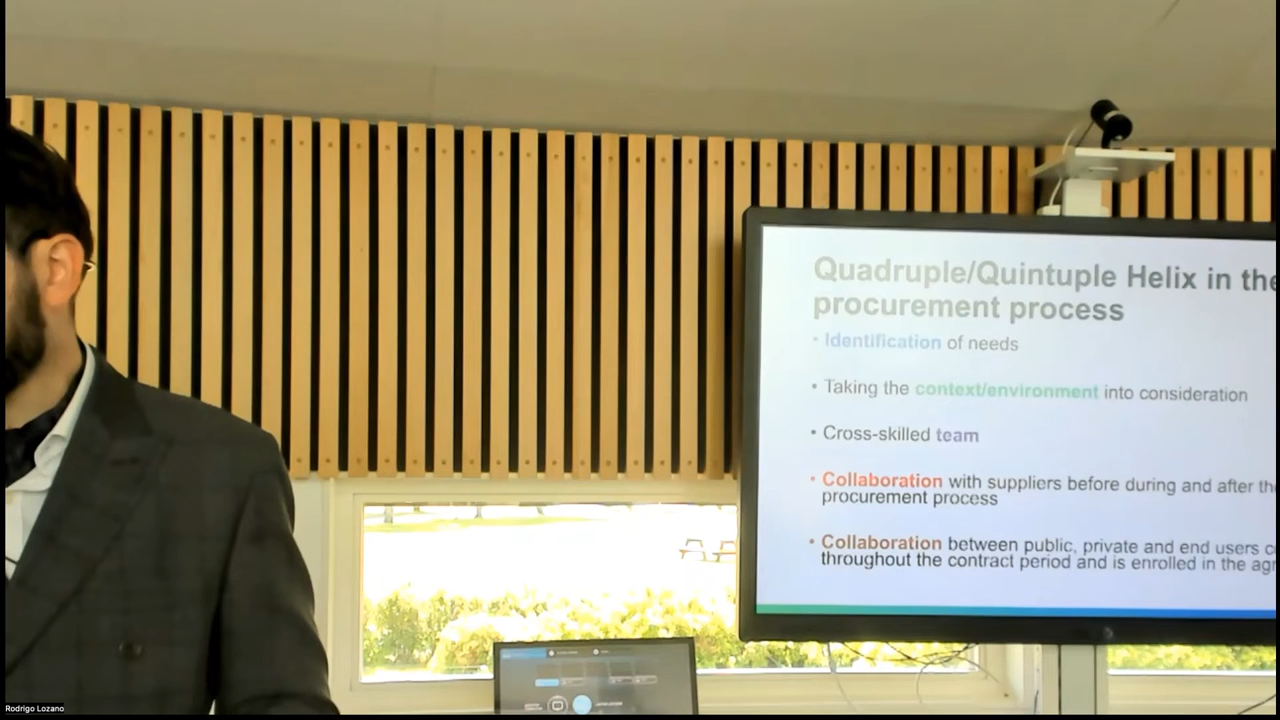 Quadruple/Quintuple Helix in the
procurement process
• Identification of needs
• Taking the context/environment into consideration
• Cross-skilled team
• Collaboration with suppliers before during and after the
procurement process
• Collaboration between public, private and end users
throughout the contract period and is enrolled in the
Rodrigo Lozano